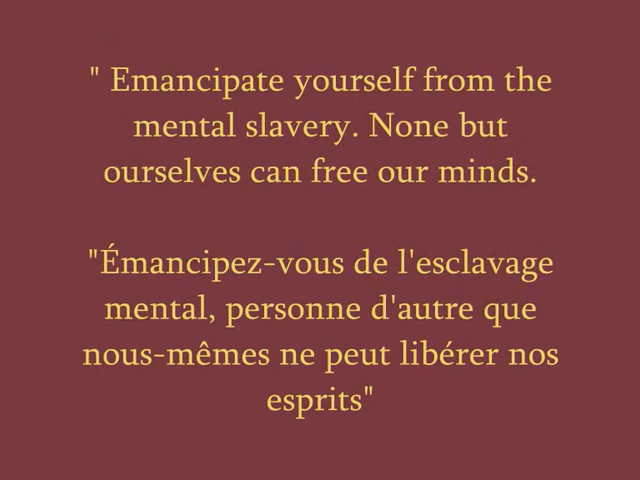 " Emancipate yourself from the
mental slavery. None but
ourselves can free our minds.
"Émancipez-vous de l'esclavage
mental, personne d'autre que
nous-mêmes ne peut libérer nos
esprits"